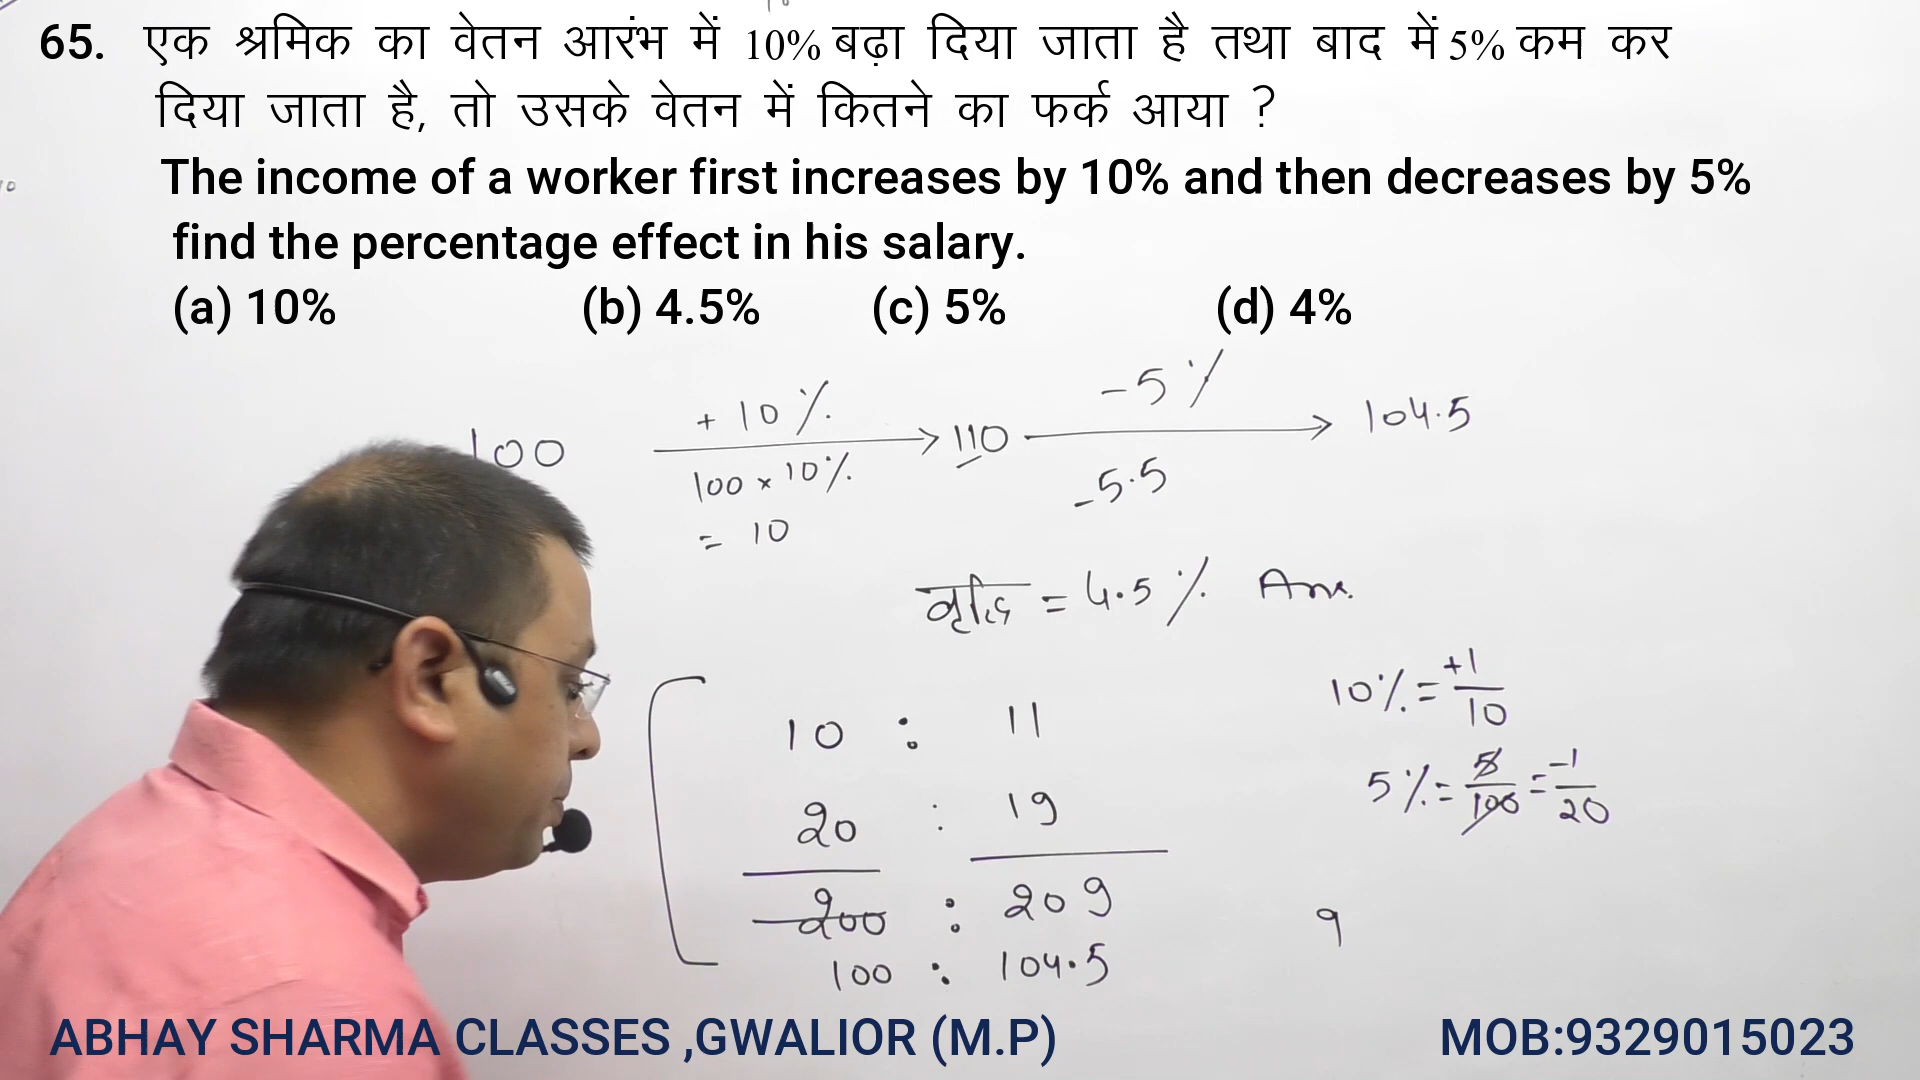 65. एक श्रमिक का वेतन आरंभ में 10% बढ़ा दिया जाता है तथा बाद में 5% कम कर
दिया जाता है, तो उसके वेतन में कितने का फर्क आया ?
The income of a worker first increases by 10% and then decreases by 5%
find the percentage effect in his salary.
(a) 10% (b) 4.5% (c) 5% (d) 4%
100 + 10% 110 - 5% 104.5
100 × 10% - 5.5
= 10
वृद्धि = 4.5% Ans.
10 : 11 10% = +1/10
20 : 19 5% = 5/100 = -1/20
200 : 209 9
100 : 104.5
ABHAY SHARMA CLASSES ,GWALIOR (M.P) MOB:9329015023